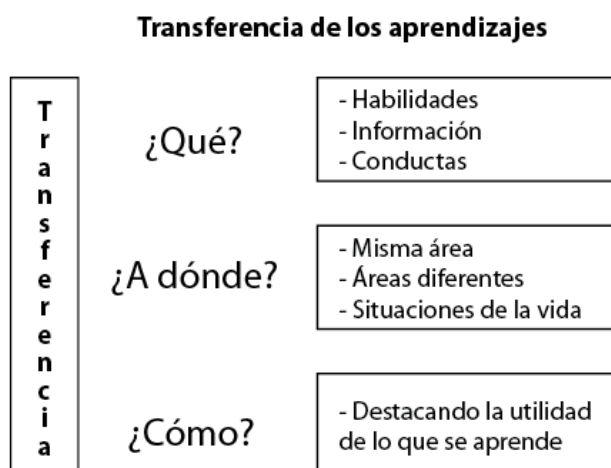 Transferencia de los aprendizajes
Transferencia
¿Qué?
- Habilidades
- Información
- Conductas
¿A dónde?
- Misma área
- Áreas diferentes
- Situaciones de la vida
¿Cómo?
- Destacando la utilidad
de lo que se aprende